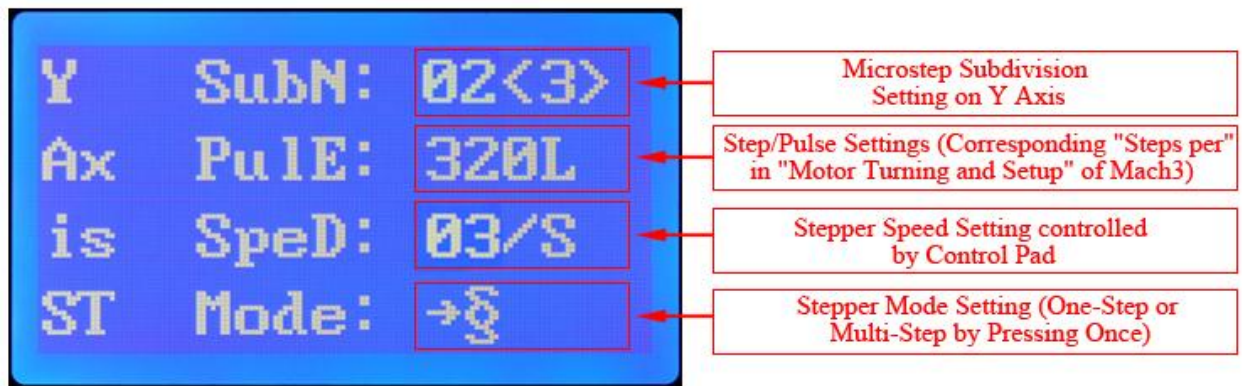 Y SubN: 02<3>
Ax PulE: 320L
is SpeD: 03/S
ST Mode: →§
Microstep Subdivision
Setting on Y Axis
Step/Pulse Settings (Corresponding "Steps per"
in "Motor Turning and Setup" of Mach3)
Stepper Speed Setting controlled
by Control Pad
Stepper Mode Setting (One-Step or
Multi-Step by Pressing Once)